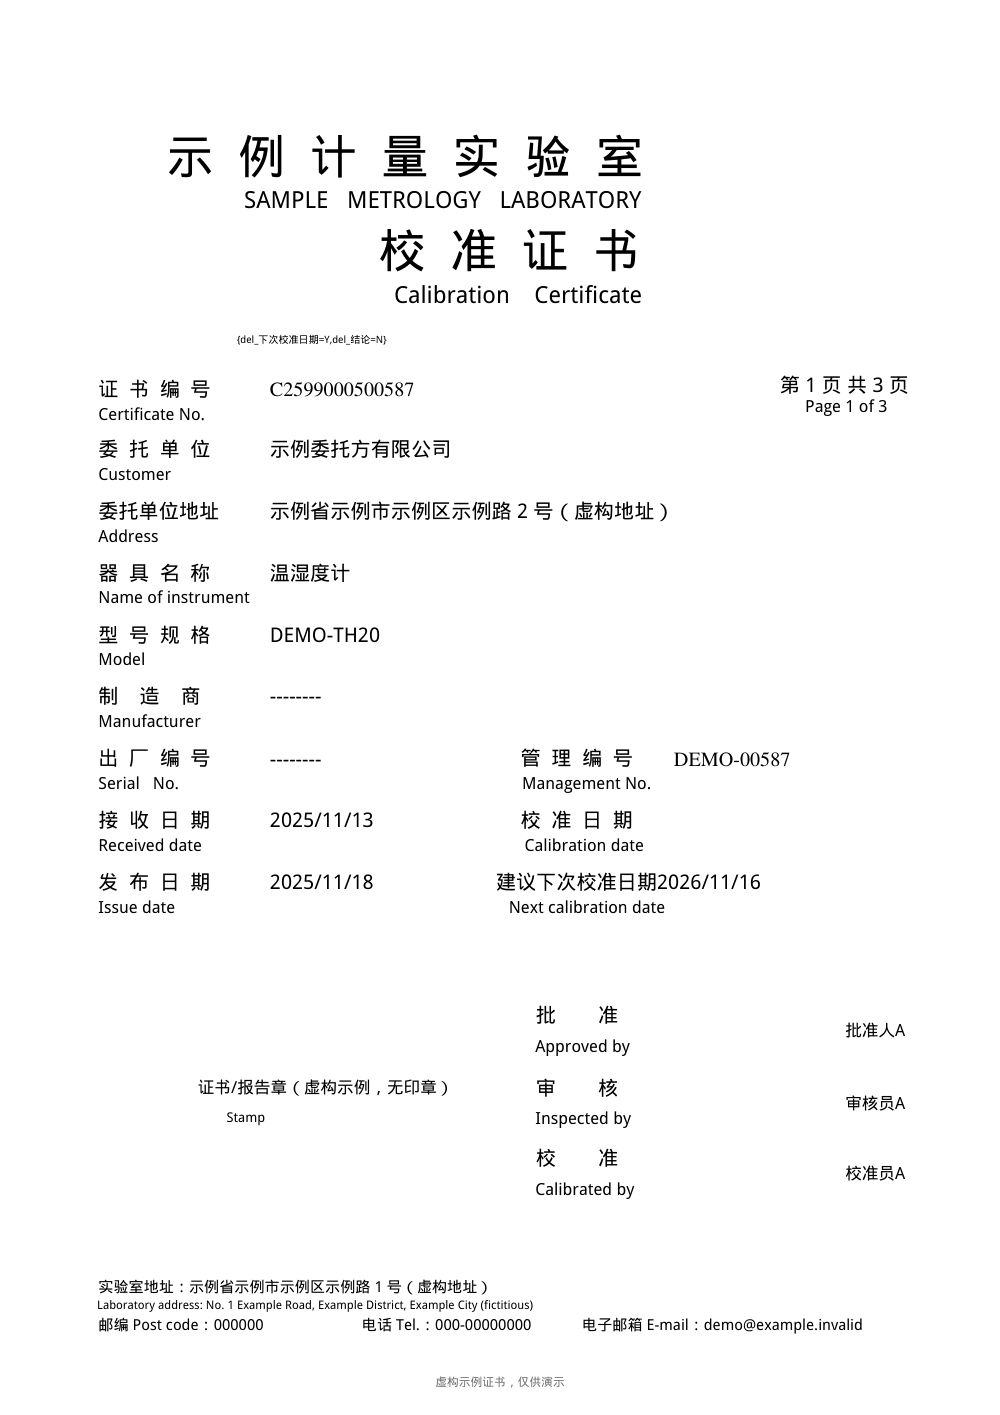 示例计量实验室
SAMPLE METROLOGY LABORATORY
校准证书
Calibration Certificate
{del_下次校准日期=Y,del_结论=N}
证书编号 C2599000500587 第 1 页 共 3 页
Certificate No. Page 1 of 3
委托单位 示例委托方有限公司
Customer
委托单位地址 示例省示例市示例区示例路 2 号（虚构地址）
Address
器具名称 温湿度计
Name of instrument
型号规格 DEMO-TH20
Model
制造商 --------
Manufacturer
出厂编号 -------- 管理编号 DEMO-00587
Serial No. Management No.
接收日期 2025/11/13 校准日期
Received date Calibration date
发布日期 2025/11/18 建议下次校准日期2026/11/16
Issue date Next calibration date
批准 批准人A
Approved by
证书/报告章（虚构示例，无印章） 审核 审核员A
Stamp Inspected by
校准 校准员A
Calibrated by
实验室地址：示例省示例市示例区示例路 1 号（虚构地址）
Laboratory address: No. 1 Example Road, Example District, Example City (fictitious)
邮编 Post code：000000 电话 Tel.：000-00000000 电子邮箱 E-mail：demo@example.invalid
虚构示例证书，仅供演示